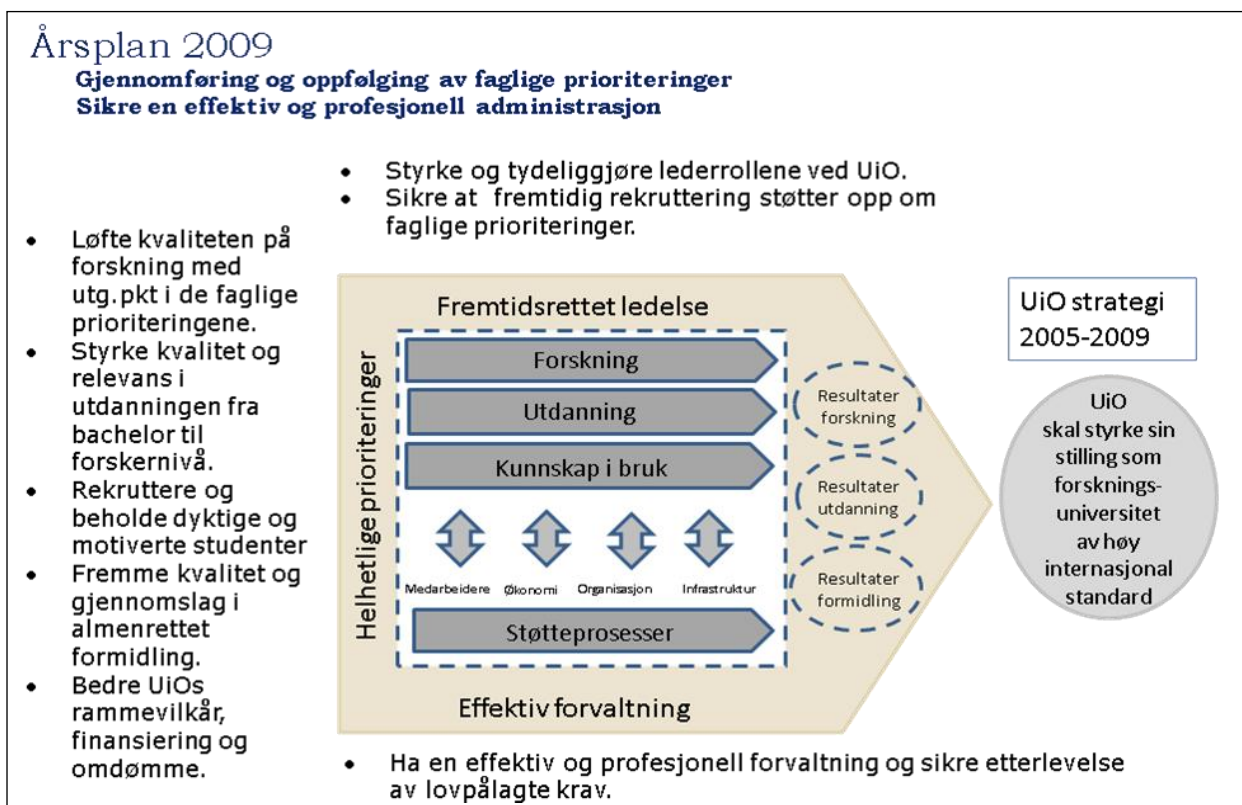 Årsplan 2009
Gjennomføring og oppfølging av faglige prioriteringer
Sikre en effektiv og profesjonell administrasjon
• Styrke og tydeliggjøre lederrollene ved UiO.
• Sikre at fremtidig rekruttering støtter opp om
faglige prioriteringer.
• Løfte kvaliteten på
forskning med
utg.pkt i de faglige
prioriteringene.
• Styrke kvalitet og
relevans i
utdanningen fra
bachelor til
forskernivå.
• Rekruttere og
beholde dyktige og
motiverte studenter
• Fremme kvalitet og
gjennomslag i
almenrettet
formidling.
• Bedre UiOs
rammevilkår,
finansiering og
omdømme.
Helhetlige prioriteringer
Fremtidsrettet ledelse
Forskning
Utdanning
Kunnskap i bruk
Medarbeidere Økonomi Organisasjon Infrastruktur
Støtteprosesser
Effektiv forvaltning
Resultater
forskning
Resultater
utdanning
Resultater
formidling
UiO strategi
2005-2009
UiO
skal styrke sin
stilling som
forsknings-
universitet
av høy
internasjonal
standard
• Ha en effektiv og profesjonell forvaltning og sikre etterlevelse
av lovpålagte krav.